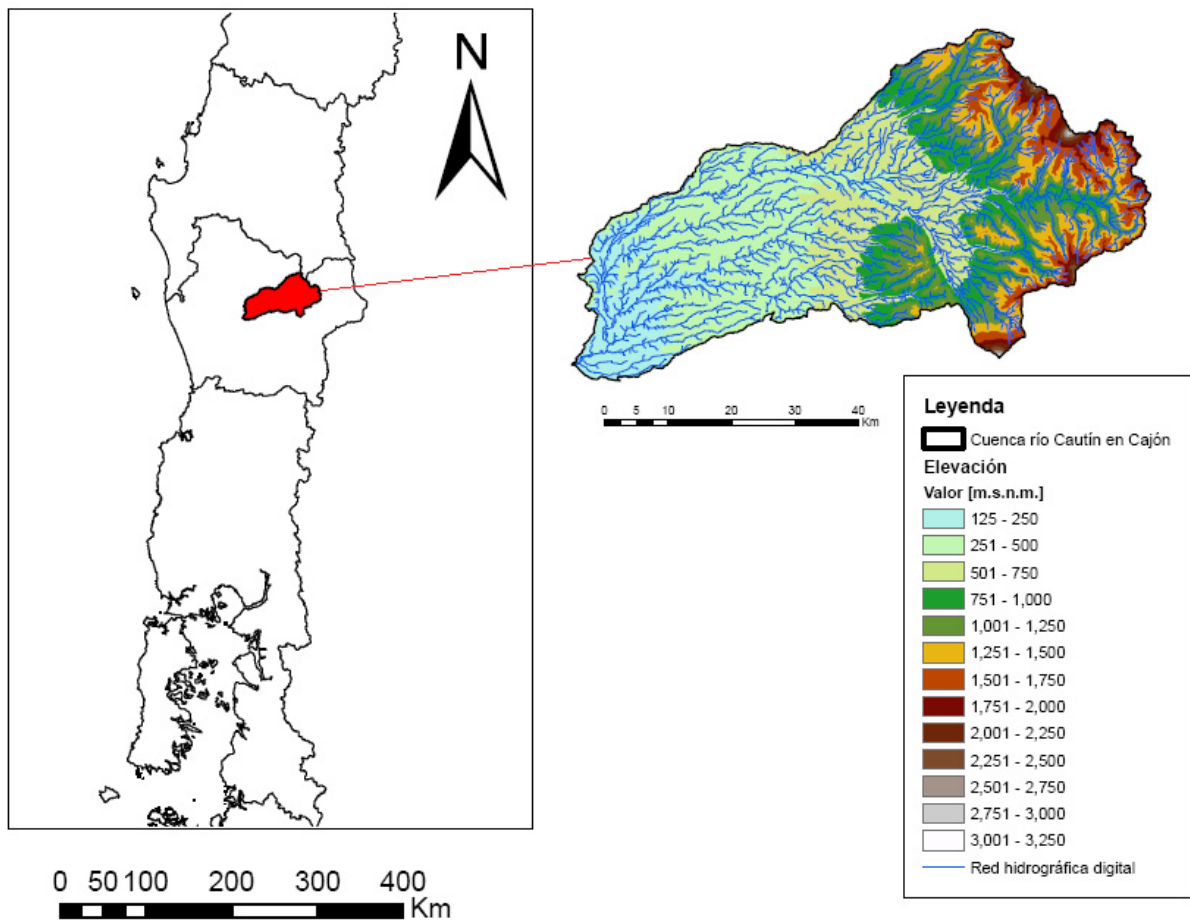 N
0 50 100 200 300 400
Km
0 5 10 20 30 40
Km
Leyenda
Cuenca río Cautín en Cajón
Elevación
Valor [m.s.n.m.]
125 - 250
251 - 500
501 - 750
751 - 1,000
1,001 - 1,250
1,251 - 1,500
1,501 - 1,750
1,751 - 2,000
2,001 - 2,250
2,251 - 2,500
2,501 - 2,750
2,751 - 3,000
3,001 - 3,250
Red hidrográfica digital